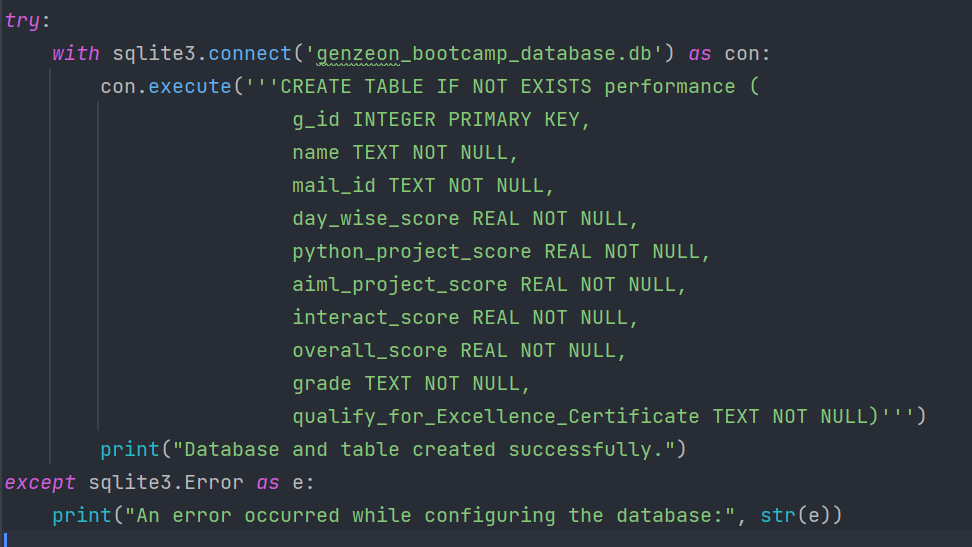 try:
    with sqlite3.connect('genzeon_bootcamp_database.db') as con:
        con.execute('''CREATE TABLE IF NOT EXISTS performance (
                        g_id INTEGER PRIMARY KEY,
                        name TEXT NOT NULL,
                        mail_id TEXT NOT NULL,
                        day_wise_score REAL NOT NULL,
                        python_project_score REAL NOT NULL,
                        aiml_project_score REAL NOT NULL,
                        interact_score REAL NOT NULL,
                        overall_score REAL NOT NULL,
                        grade TEXT NOT NULL,
                        qualify_for_Excellence_Certificate TEXT NOT NULL)''')
        print("Database and table created successfully.")
except sqlite3.Error as e:
    print("An error occurred while configuring the database:", str(e))